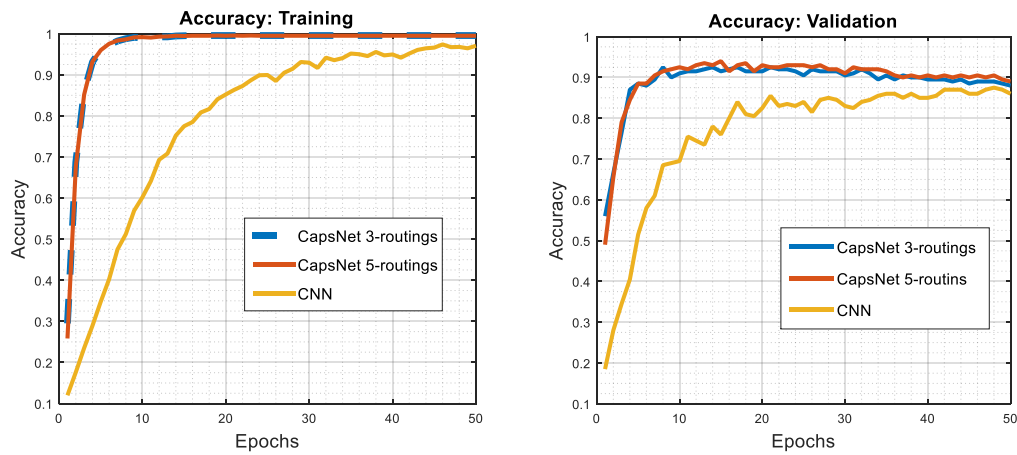 Accuracy: Training
1
0.9
0.8
0.7
0.6
0.5
0.4
0.3
0.2
0.1
Accuracy
0
10
20
30
40
50
Epochs
CapsNet 3-routings
CapsNet 5-routings
CNN
Accuracy: Validation
1
0.9
0.8
0.7
0.6
0.5
0.4
0.3
0.2
0.1
Accuracy
0
10
20
30
40
50
Epochs
CapsNet 3-routings
CapsNet 5-routins
CNN